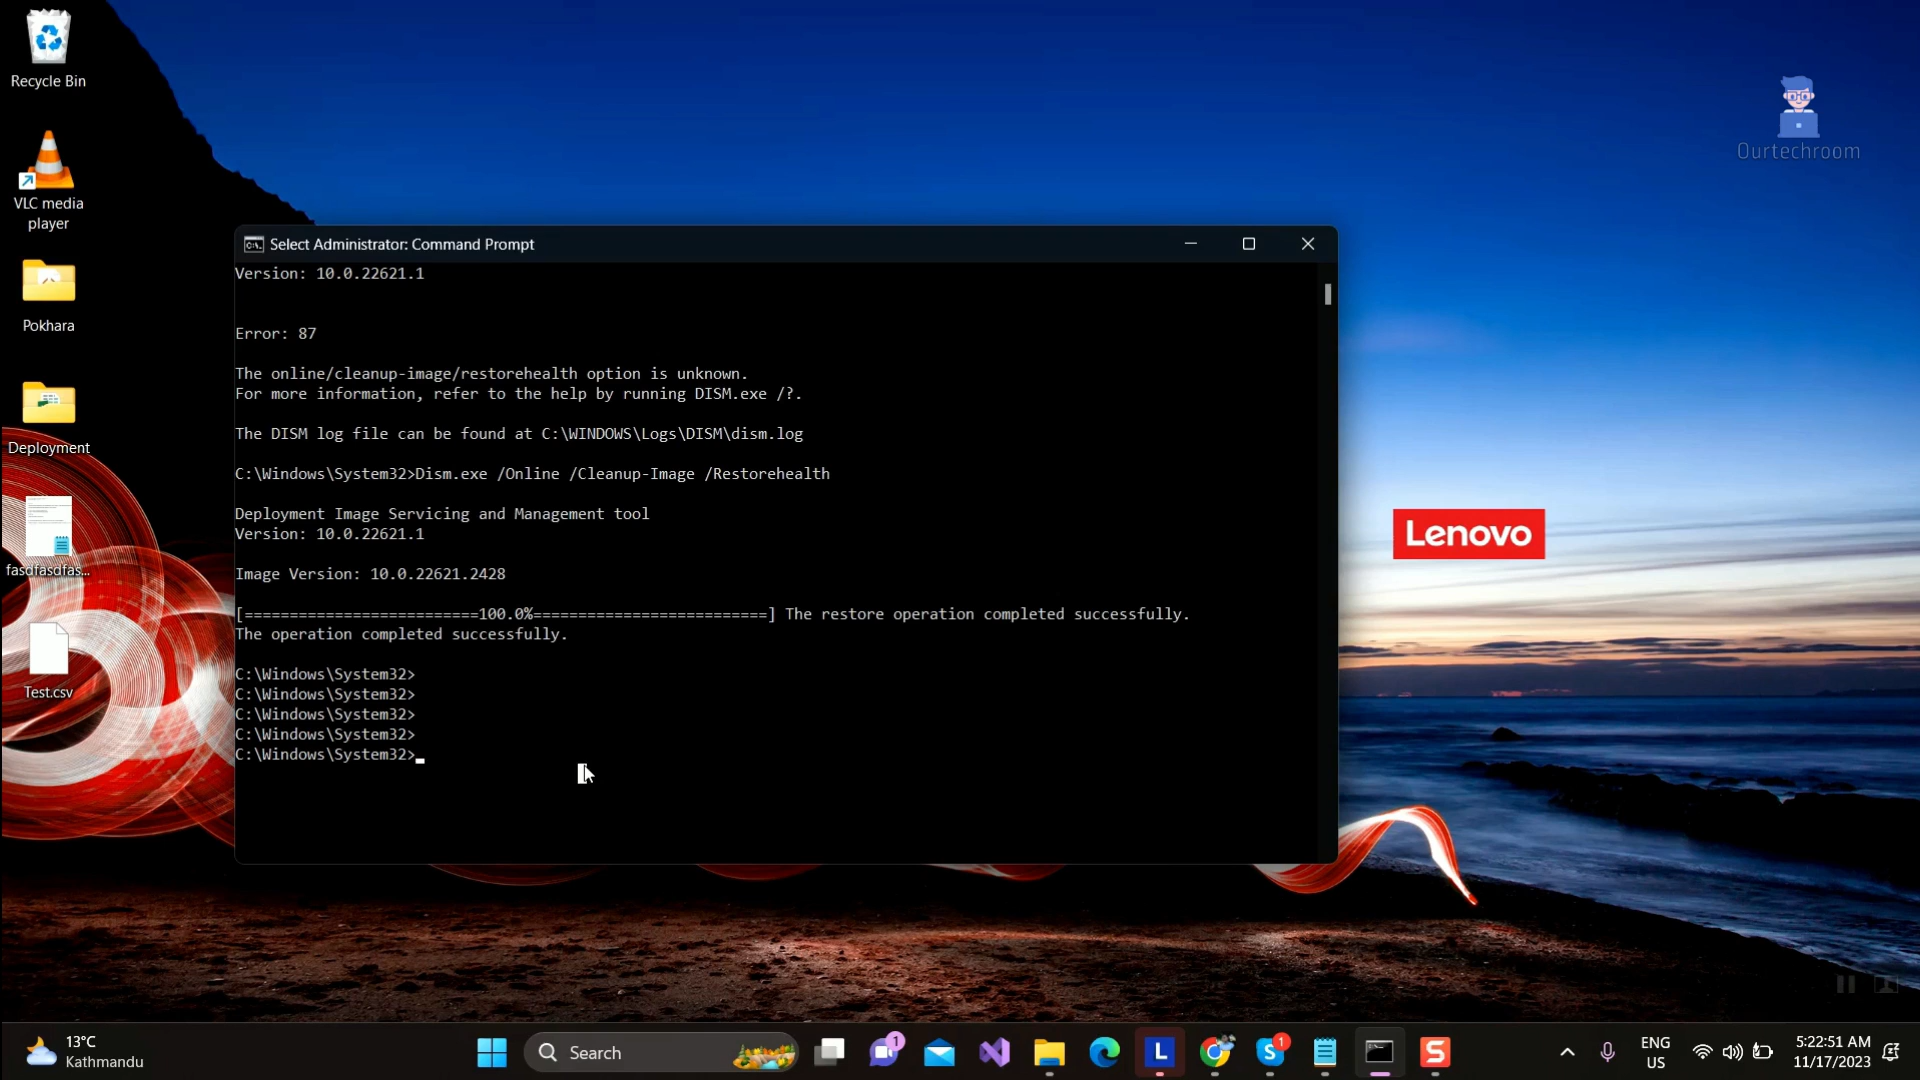 Recycle Bin
VLC media
player
Pokhara
Deployment
fasdfasdfas...
Test.csv
Ourtechroom
Select Administrator: Command Prompt
Version: 10.0.22621.1
Error: 87
The online/cleanup-image/restorehealth option is unknown.
For more information, refer to the help by running DISM.exe /?.
The DISM log file can be found at C:\WINDOWS\Logs\DISM\dism.log
C:\Windows\System32>Dism.exe /Online /Cleanup-Image /Restorehealth
Deployment Image Servicing and Management tool
Version: 10.0.22621.1
Image Version: 10.0.22621.2428
[==========================100.0%==========================] The restore operation completed successfully.
The operation completed successfully.
C:\Windows\System32>
C:\Windows\System32>
C:\Windows\System32>
C:\Windows\System32>
C:\Windows\System32>
Lenovo
13°C
Kathmandu
Search
1
L
S
1
S
ENG
US
5:22:51 AM
11/17/2023